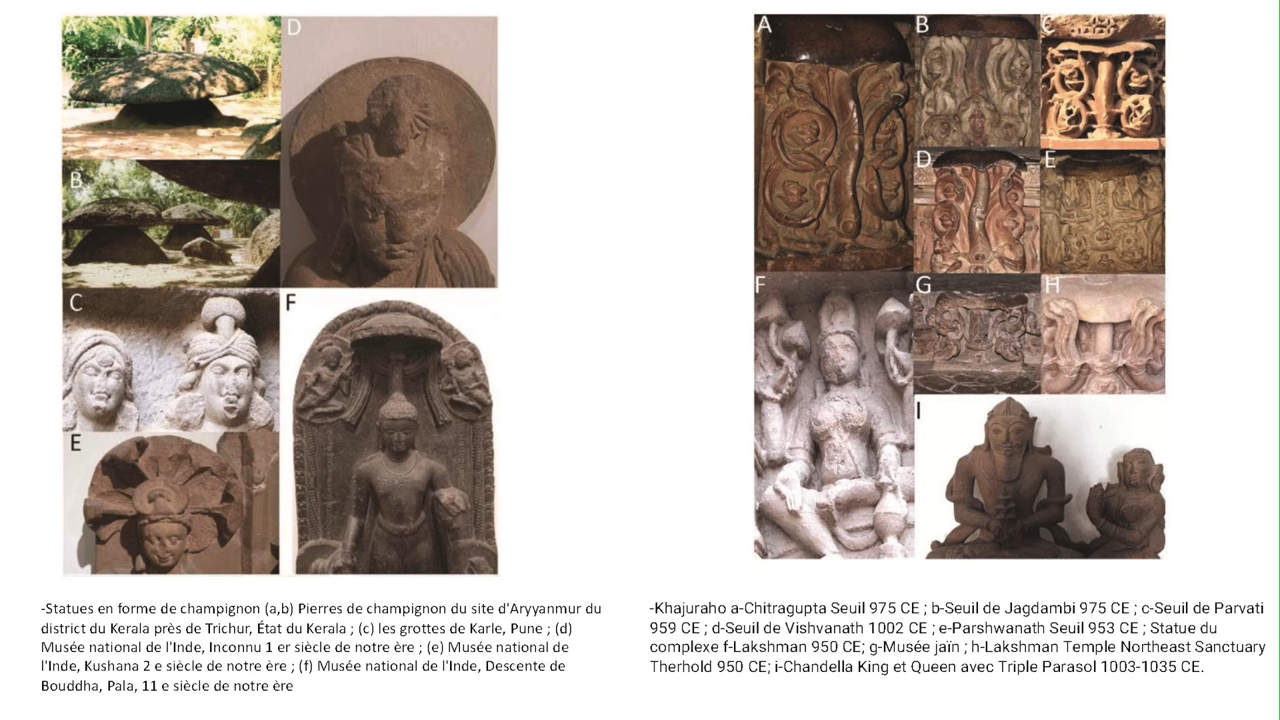 A
B
C
D
E
F
-Statues en forme de champignon (a,b) Pierres de champignon du site d'Aryyanmur du
district du Kerala près de Trichur, État du Kerala ; (c) les grottes de Karle, Pune ; (d)
Musée national de l'Inde, Inconnu 1 er siècle de notre ère ; (e) Musée national de
l'Inde, Kushana 2 e siècle de notre ère ; (f) Musée national de l'Inde, Descente de
Bouddha, Pala, 11 e siècle de notre ère
A
B
C
D
E
F
G
H
I
-Khajuraho a-Chitragupta Seuil 975 CE ; b-Seuil de Jagdambi 975 CE ; c-Seuil de Parvati
959 CE ; d-Seuil de Vishvanath 1002 CE ; e-Parshwanath Seuil 953 CE ; Statue du
complexe f-Lakshman 950 CE; g-Musée jaïn ; h-Lakshman Temple Northeast Sanctuary
Therhold 950 CE; i-Chandella King et Queen avec Triple Parasol 1003-1035 CE.